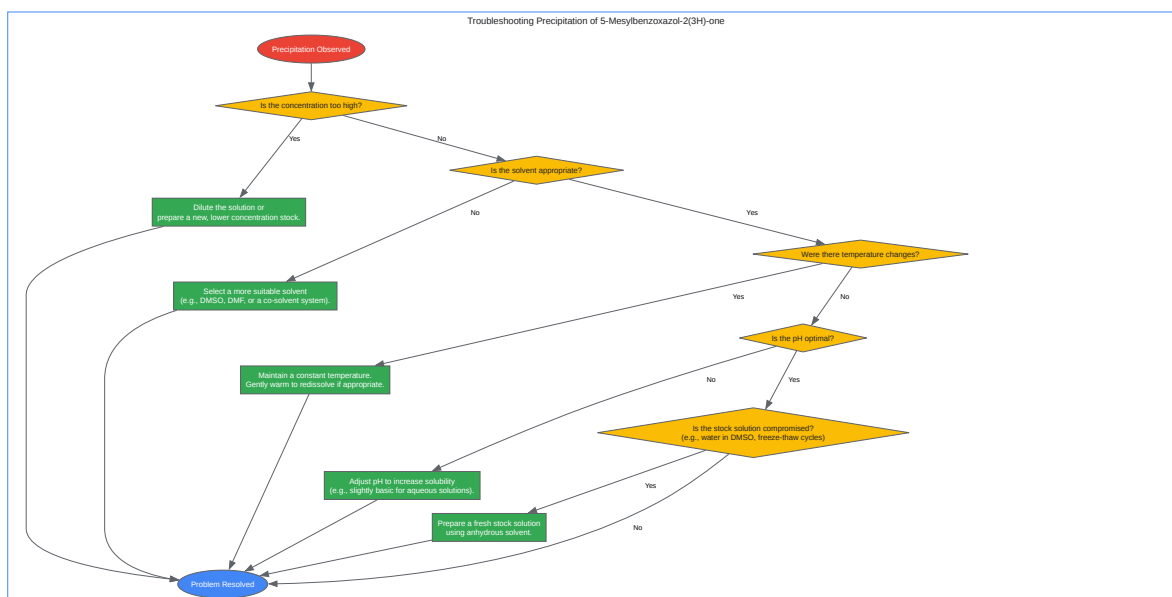 Troubleshooting Precipitation of 5-Mesylbenzoxazol-2(3H)-one
Precipitation Observed
Is the concentration too high?
Yes
No
Is the solvent appropriate?
Dilute the solution or
prepare a new, lower concentration stock.
No
Yes
Were there temperature changes?
Select a more suitable solvent
(e.g., DMSO, DMF, or a co-solvent system).
Yes
No
Is the pH optimal?
Maintain a constant temperature.
Gently warm to redissolve if appropriate.
No
Yes
Is the stock solution compromised?
(e.g., water in DMSO, freeze-thaw cycles)
Adjust pH to increase solubility
(e.g., slightly basic for aqueous solutions).
Yes
No
Prepare a fresh stock solution
using anhydrous solvent.
Problem Resolved